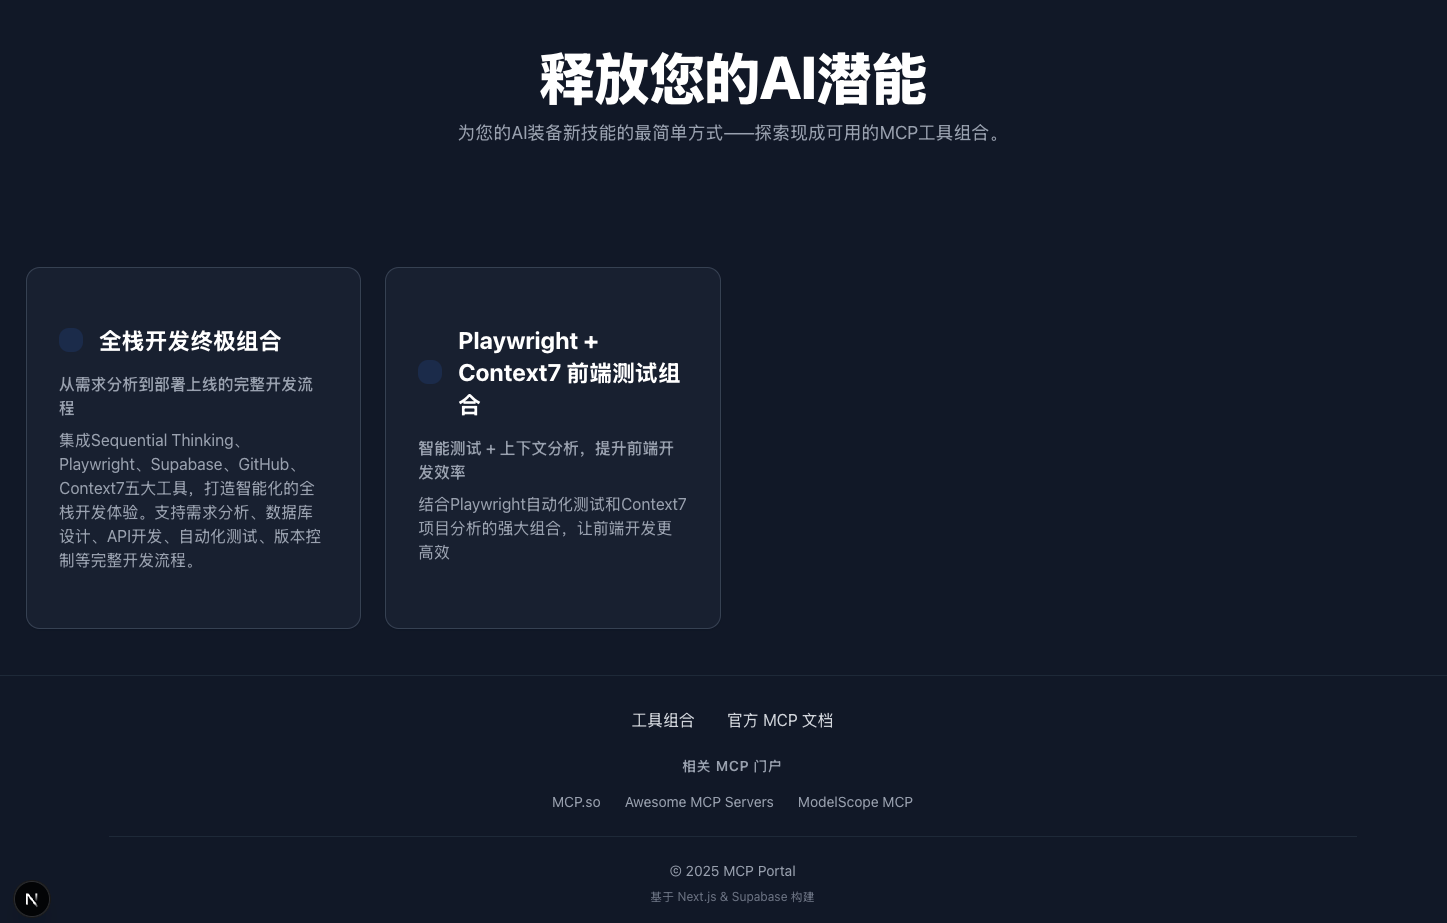 释放您的AI潜能
为您的AI装备新技能的最简单方式——探索现成可用的MCP工具组合。
全栈开发终极组合
从需求分析到部署上线的完整开发流
程
集成Sequential Thinking、
Playwright、Supabase、GitHub、
Context7五大工具，打造智能化的全
栈开发体验。支持需求分析、数据库
设计、API开发、自动化测试、版本控
制等完整开发流程。
Playwright +
Context7 前端测试组
合
智能测试 + 上下文分析，提升前端开
发效率
结合Playwright自动化测试和Context7
项目分析的强大组合，让前端开发更
高效
工具组合 官方 MCP 文档
相关 MCP 门户
MCP.so Awesome MCP Servers ModelScope MCP
© 2025 MCP Portal
基于 Next.js & Supabase 构建
N